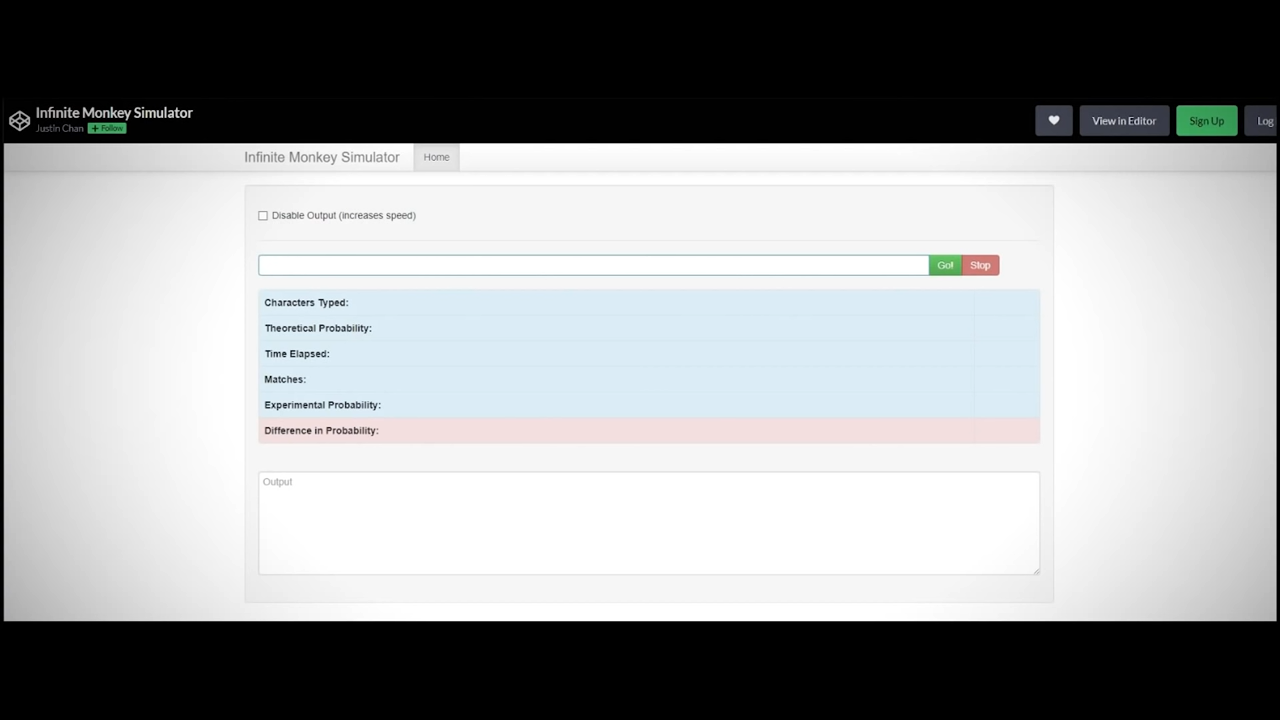 Infinite Monkey Simulator
Justin Chan + Follow
View in Editor
Sign Up
Log
Infinite Monkey Simulator Home
Disable Output (increases speed)
Go! Stop
Characters Typed:
Theoretical Probability:
Time Elapsed:
Matches:
Experimental Probability:
Difference in Probability:
Output